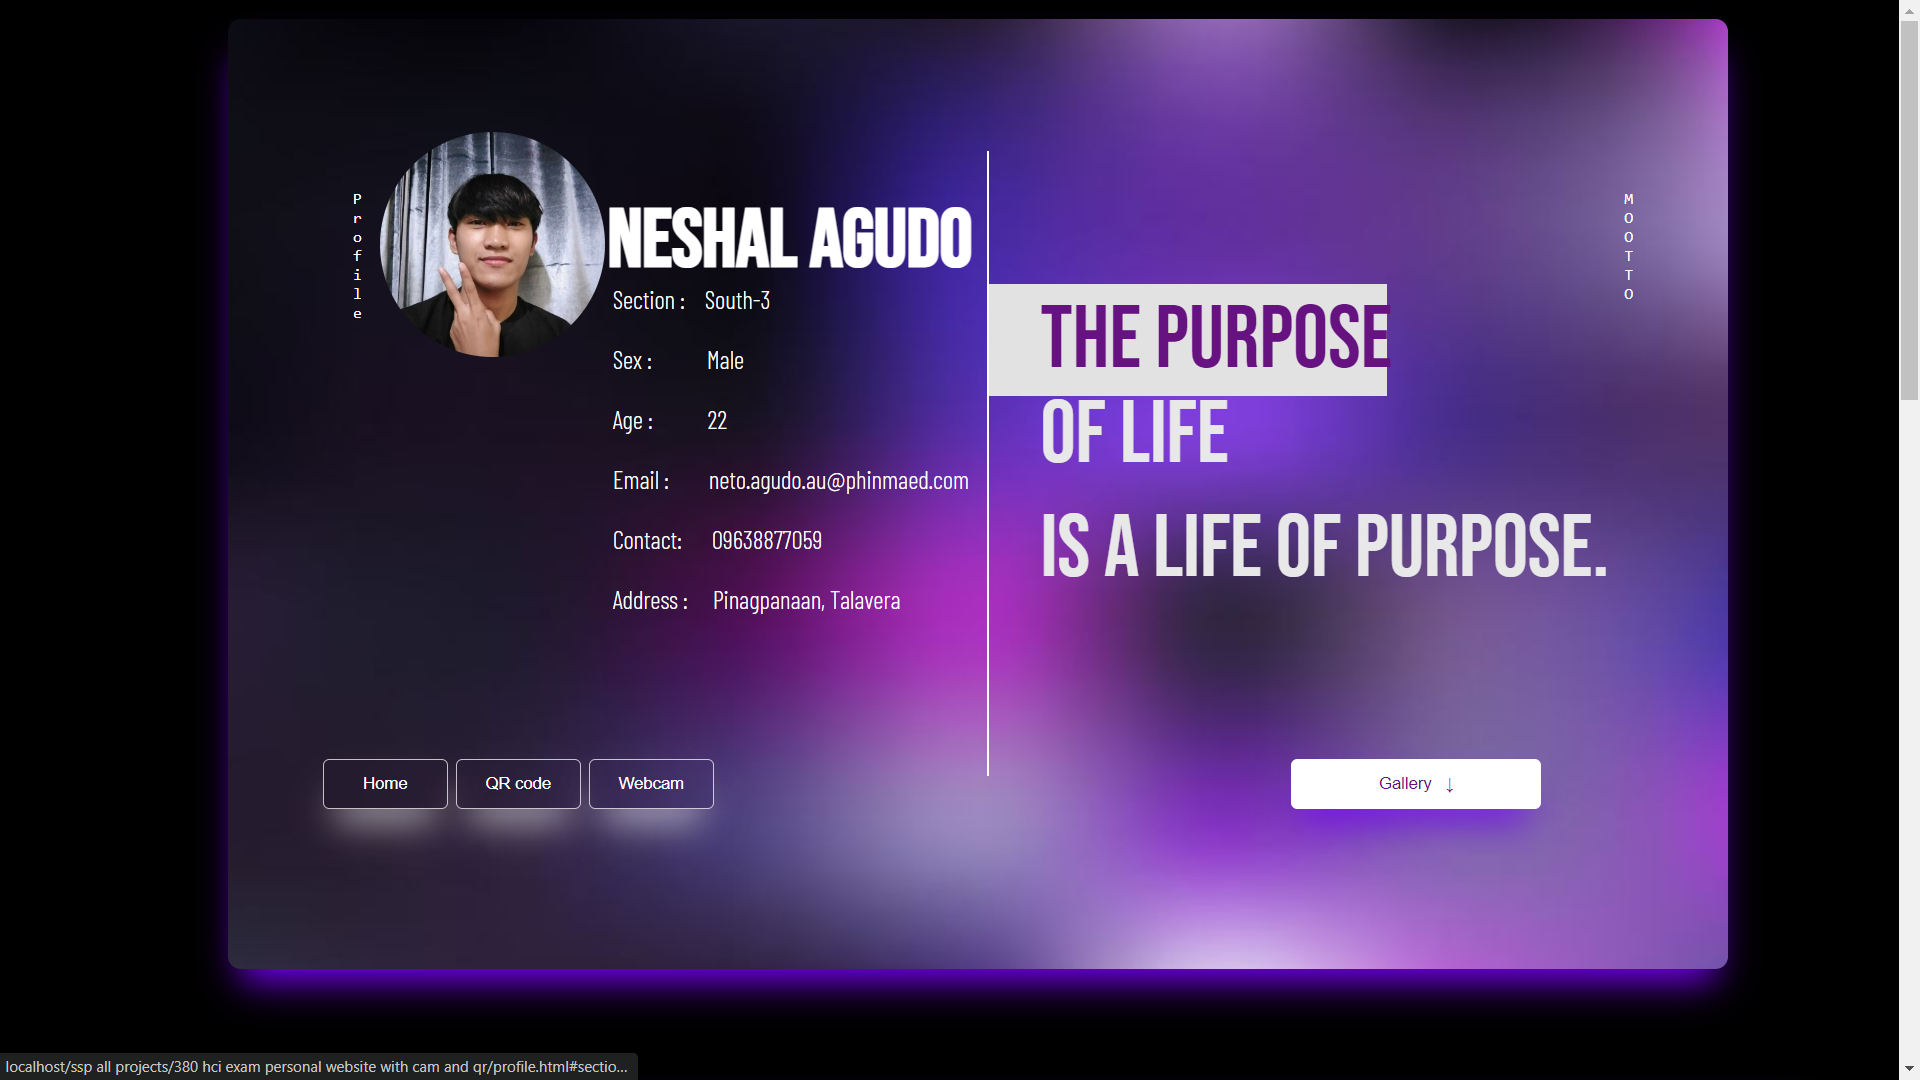 Profile
NESHAL AGUDO
Section : South-3
Sex : Male
Age : 22
Email : neto.agudo.au@phinmaed.com
Contact: 09638877059
Address : Pinagpanaan, Talavera
MOOTTO
THE PURPOSE
OF LIFE
IS A LIFE OF PURPOSE.
Home
QR code
Webcam
Gallery ↓
localhost/ssp all projects/380 hci exam personal website with cam and qr/profile.html#sectio...